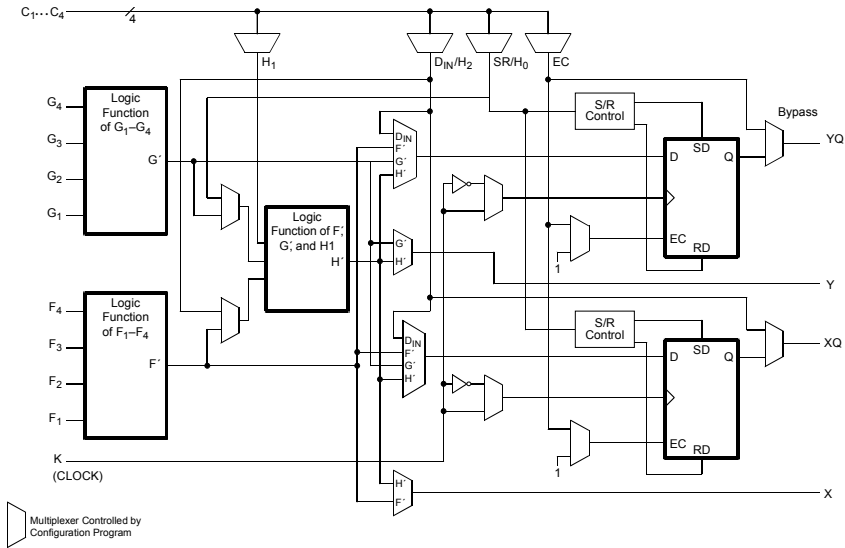 C1...C4
4
H1
DIN/H2
SR/H0
EC
G4
G3
G2
G1
Logic
Function
of G1–G4
G´
S/R
Control
Bypass
DIN
F´
G´
H´
D
SD
Q
EC
RD
1
YQ
Logic
Function of F´,
G´, and H1
H´
G´
H´
Y
F4
F3
F2
F1
Logic
Function
of F1–F4
F´
S/R
Control
DIN
F´
G´
H´
D
SD
Q
EC
RD
1
XQ
K
(CLOCK)
H´
F´
X
Multiplexer Controlled by
Configuration Program